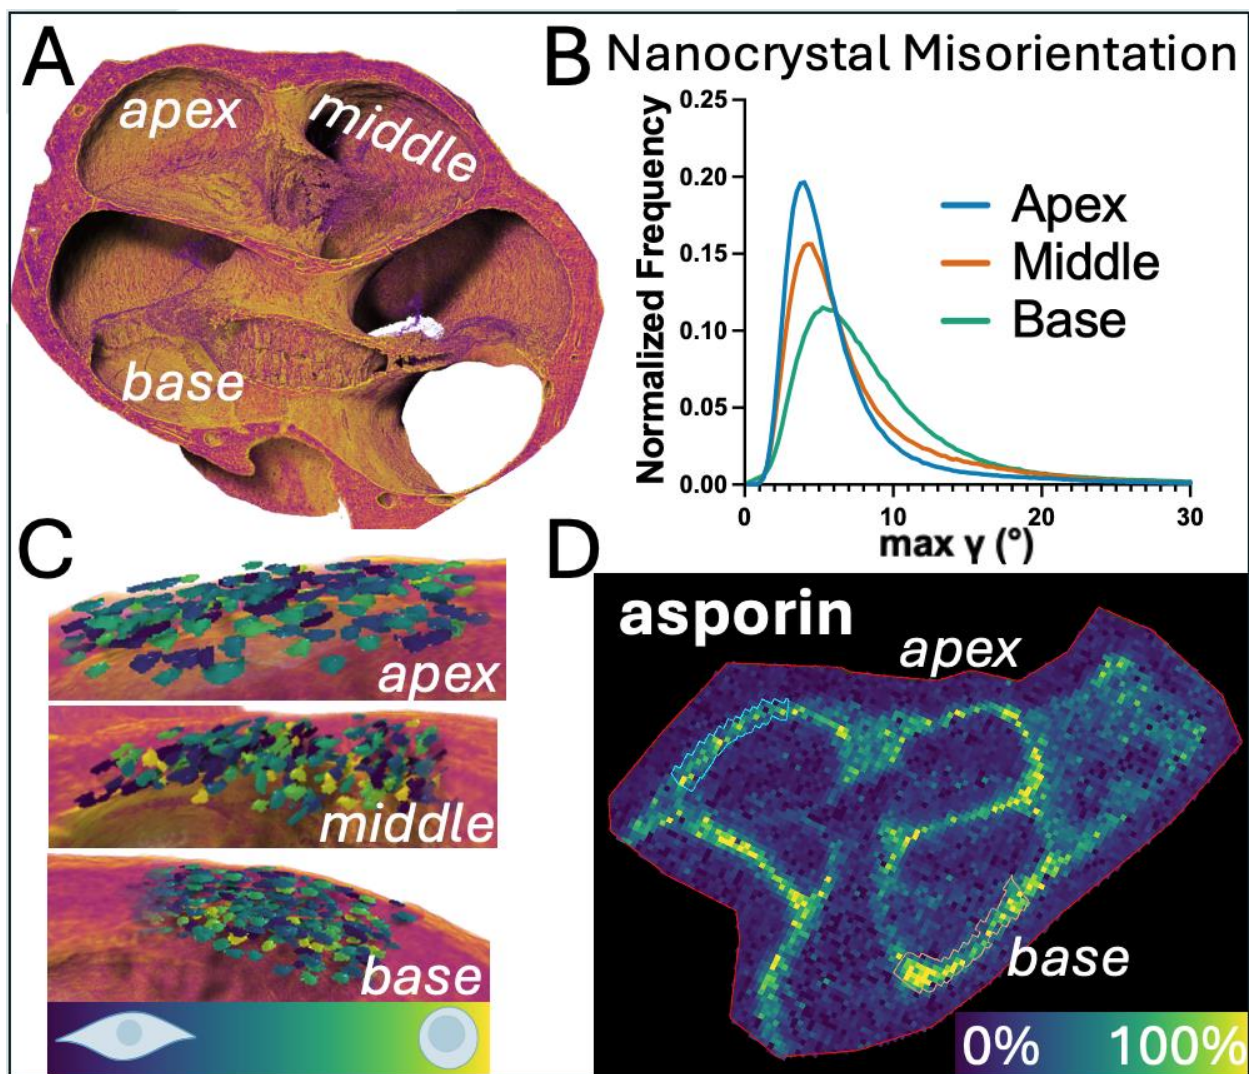 A
apex
middle
base
B Nanocrystal Misorientation
Normalized Frequency
0.25
0.20
0.15
0.10
0.05
0.00
0
10
20
30
max γ (°)
Apex
Middle
Base
C
apex
middle
base
D
asporin
apex
base
0%
100%